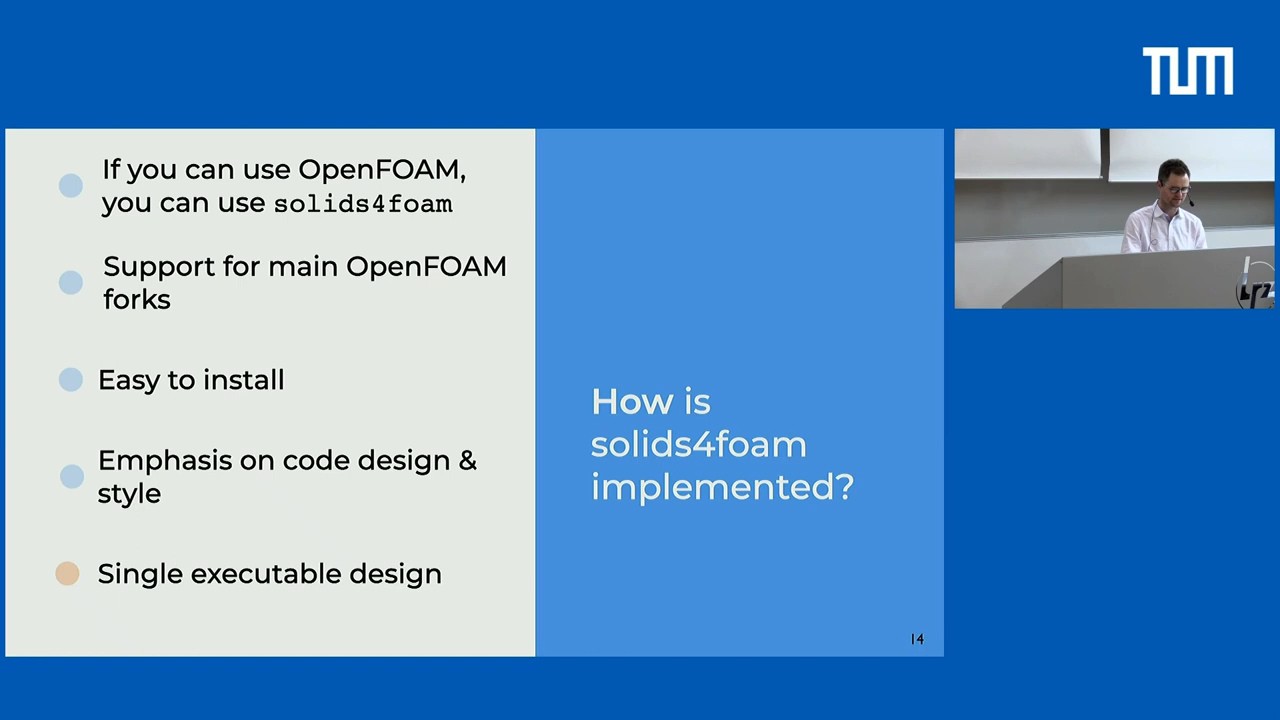 TUM
If you can use OpenFOAM,
you can use solids4foam
Support for main OpenFOAM
forks
Easy to install
Emphasis on code design &
style
Single executable design
How is
solids4foam
implemented?
14